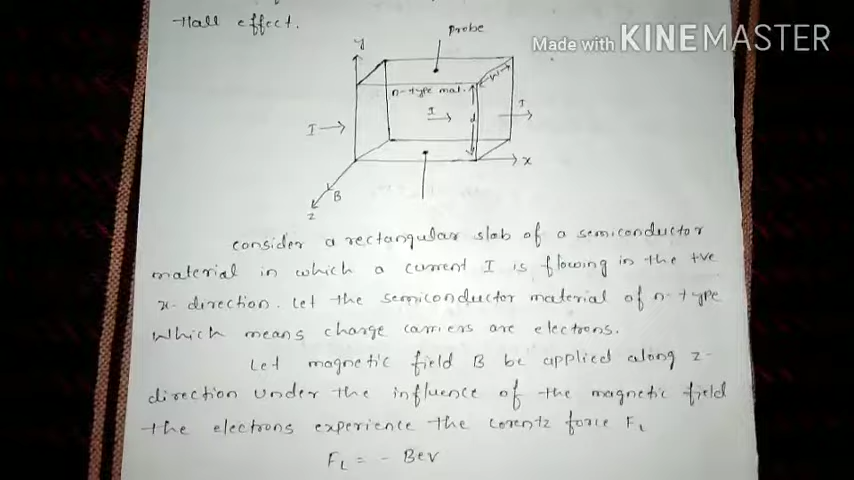 Hall effect.
Made with KINEMASTER
Probe
y
W
n-type mat.
I
I
I
d
x
B
z
consider a rectangular slab of a semiconductor
material in which a current I is flowing in the +ve
x-direction. Let the semiconductor material of n-type
which means charge carriers are electrons.
Let magnetic field B be applied along z-
direction under the influence of the magnetic field
the electrons experience the Lorentz force FL
FL = - Bev